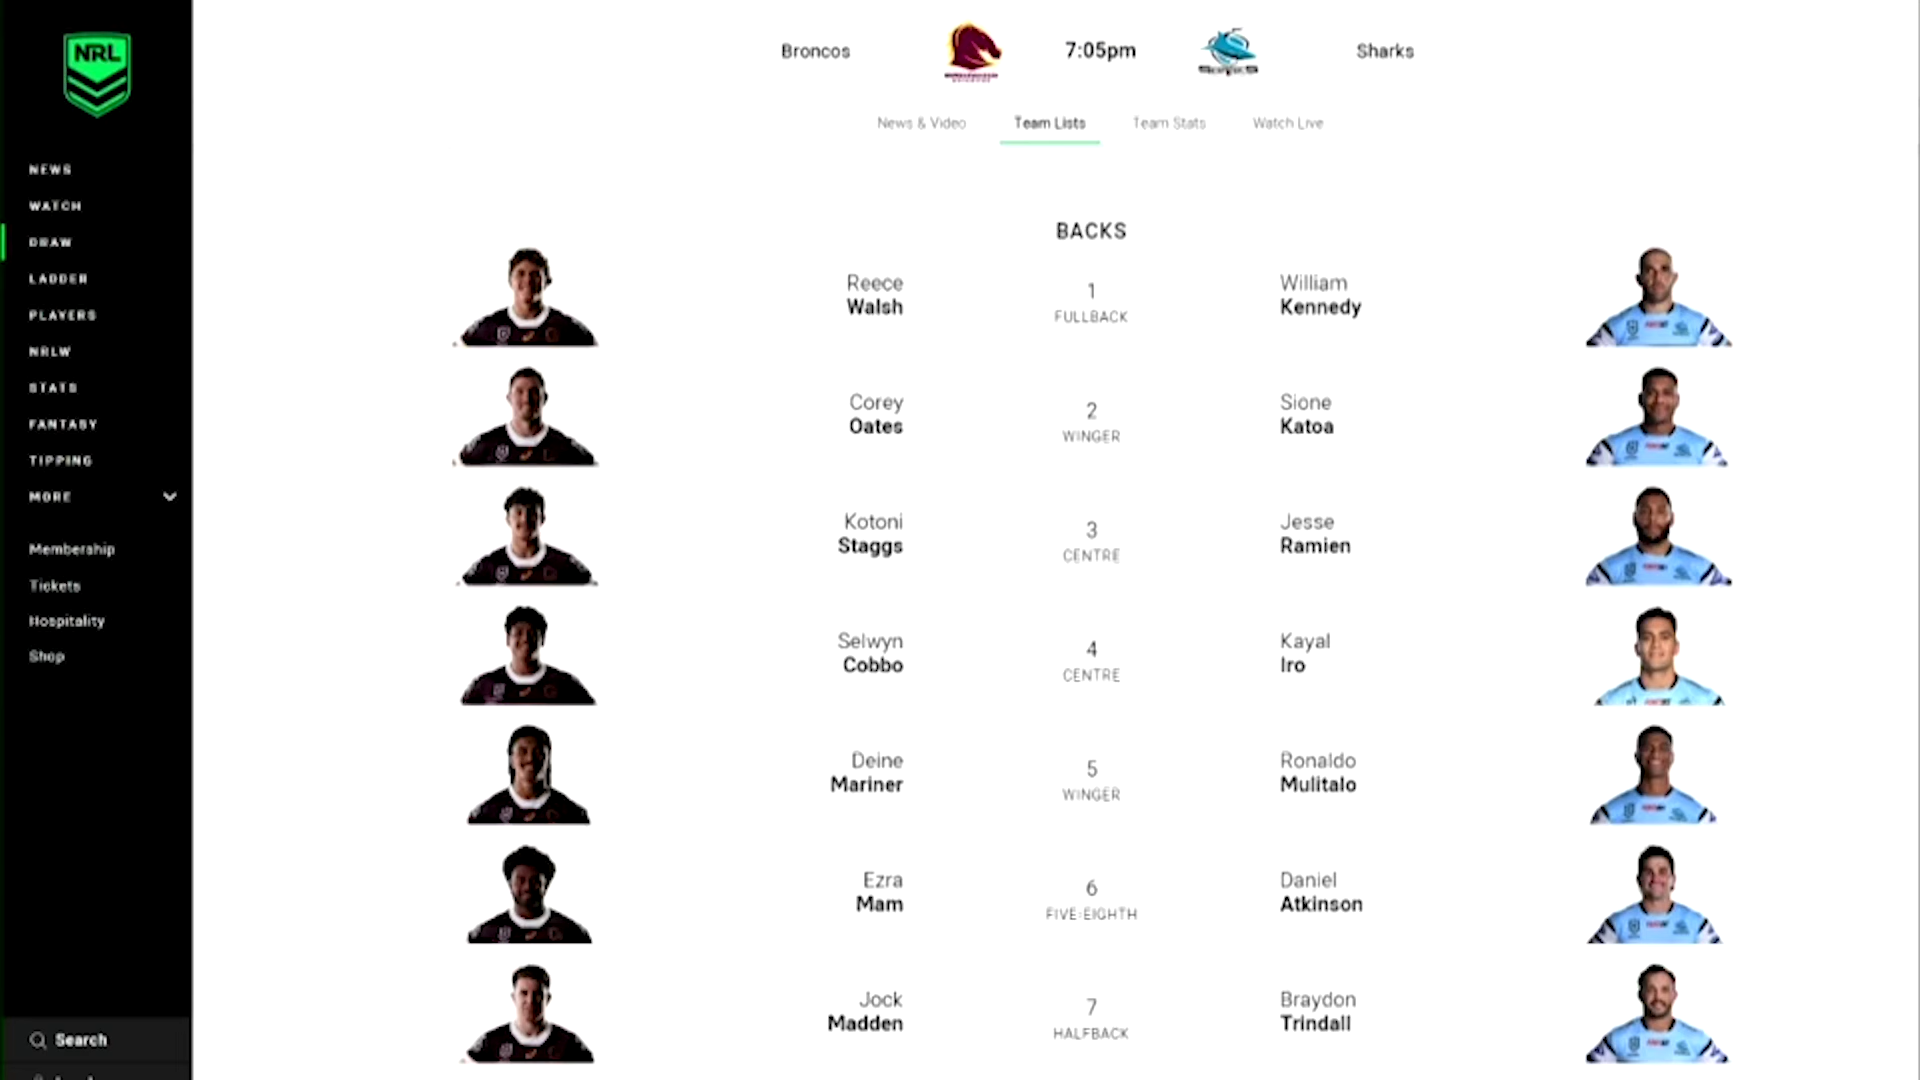 NRL
NEWS
WATCH
DRAW
LADDER
PLAYERS
NRLW
STATS
FANTASY
TIPPING
MORE
Membership
Tickets
Hospitality
Shop
Search
Broncos
7:05pm
Sharks
News & Video
Team Lists
Team Stats
Watch Live
BACKS
Reece
Walsh
1
FULLBACK
William
Kennedy
Corey
Oates
2
WINGER
Sione
Katoa
Kotoni
Staggs
3
CENTRE
Jesse
Ramien
Selwyn
Cobbo
4
CENTRE
Kayal
Iro
Deine
Mariner
5
WINGER
Ronaldo
Mulitalo
Ezra
Mam
6
FIVE-EIGHTH
Daniel
Atkinson
Jock
Madden
7
HALFBACK
Braydon
Trindall